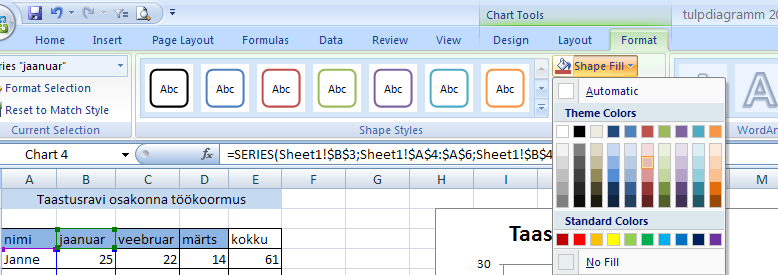 Chart Tools tulpdiagramm 20
Home Insert Page Layout Formulas Data Review View Design Layout Format
ries "jaanuar"
Format Selection
Reset to Match Style
Current Selection
Abc Abc Abc Abc Abc Abc
Shape Styles
Shape Fill
Automatic
Theme Colors
Standard Colors
No Fill
WordAr
Chart 4 fx =SERIES(Sheet1!$B$3;Sheet1!$A$4:$A$6;Sheet1!$B$4
A B C D E H I M
Taastusravi osakonna töökoormus
nimi jaanuar veebruar märts kokku
Janne 25 22 14 61
Taas
30